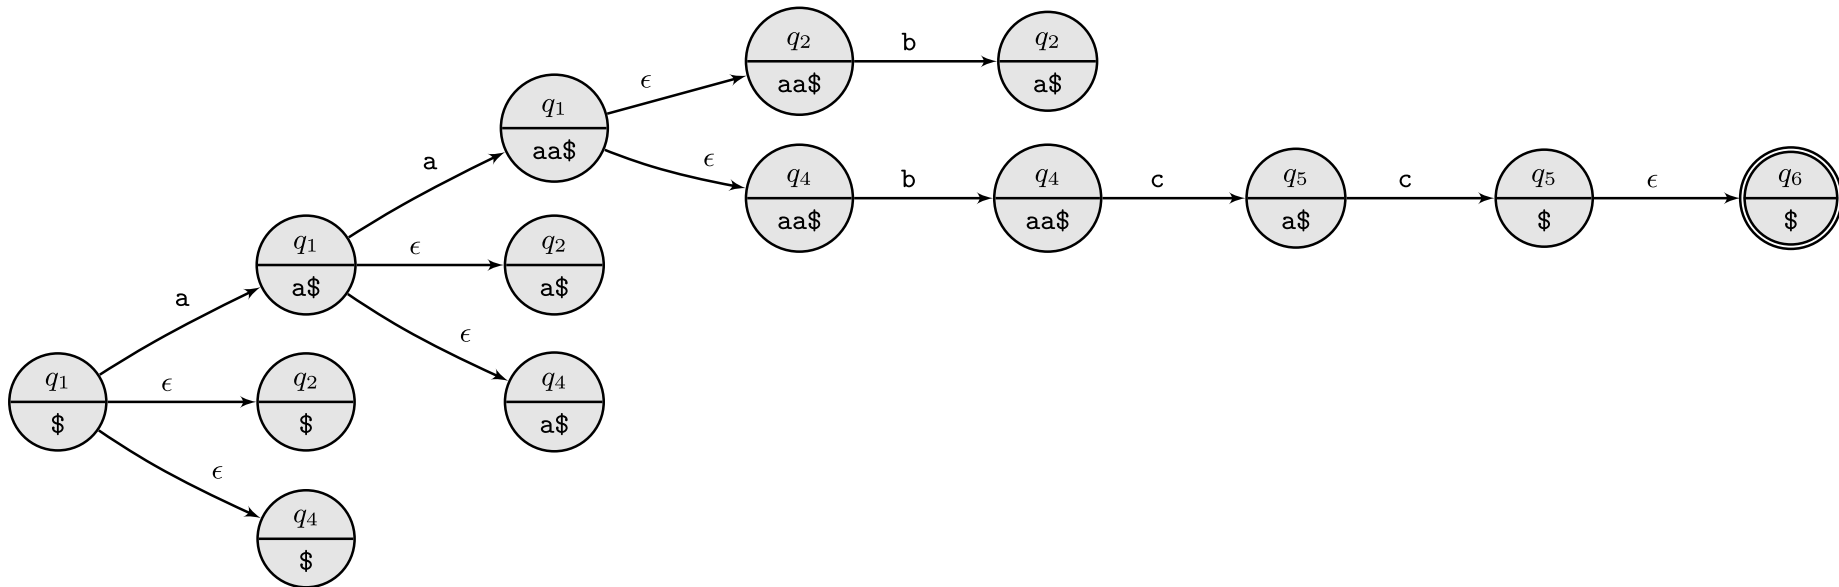 q₂ b q₂
ϵ aa$ a$
q₁
aa$ ϵ q₄ b q₄ c q₅ c q₅ ϵ q₆
a aa$ aa$ a$ $ $
q₁ ϵ q₂
a$ a$
a
ϵ q₄
q₁ ϵ q₂ a$
$ $
ϵ
q₄
$